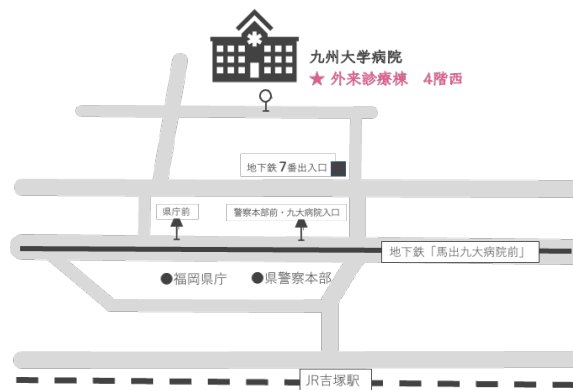 九州大学病院
★ 外来診療棟　4階西
地下鉄 7番出入口
県庁前
警察本部前・九大病院入口
地下鉄「馬出九大病院前」
●福岡県庁
●県警察本部
JR吉塚駅